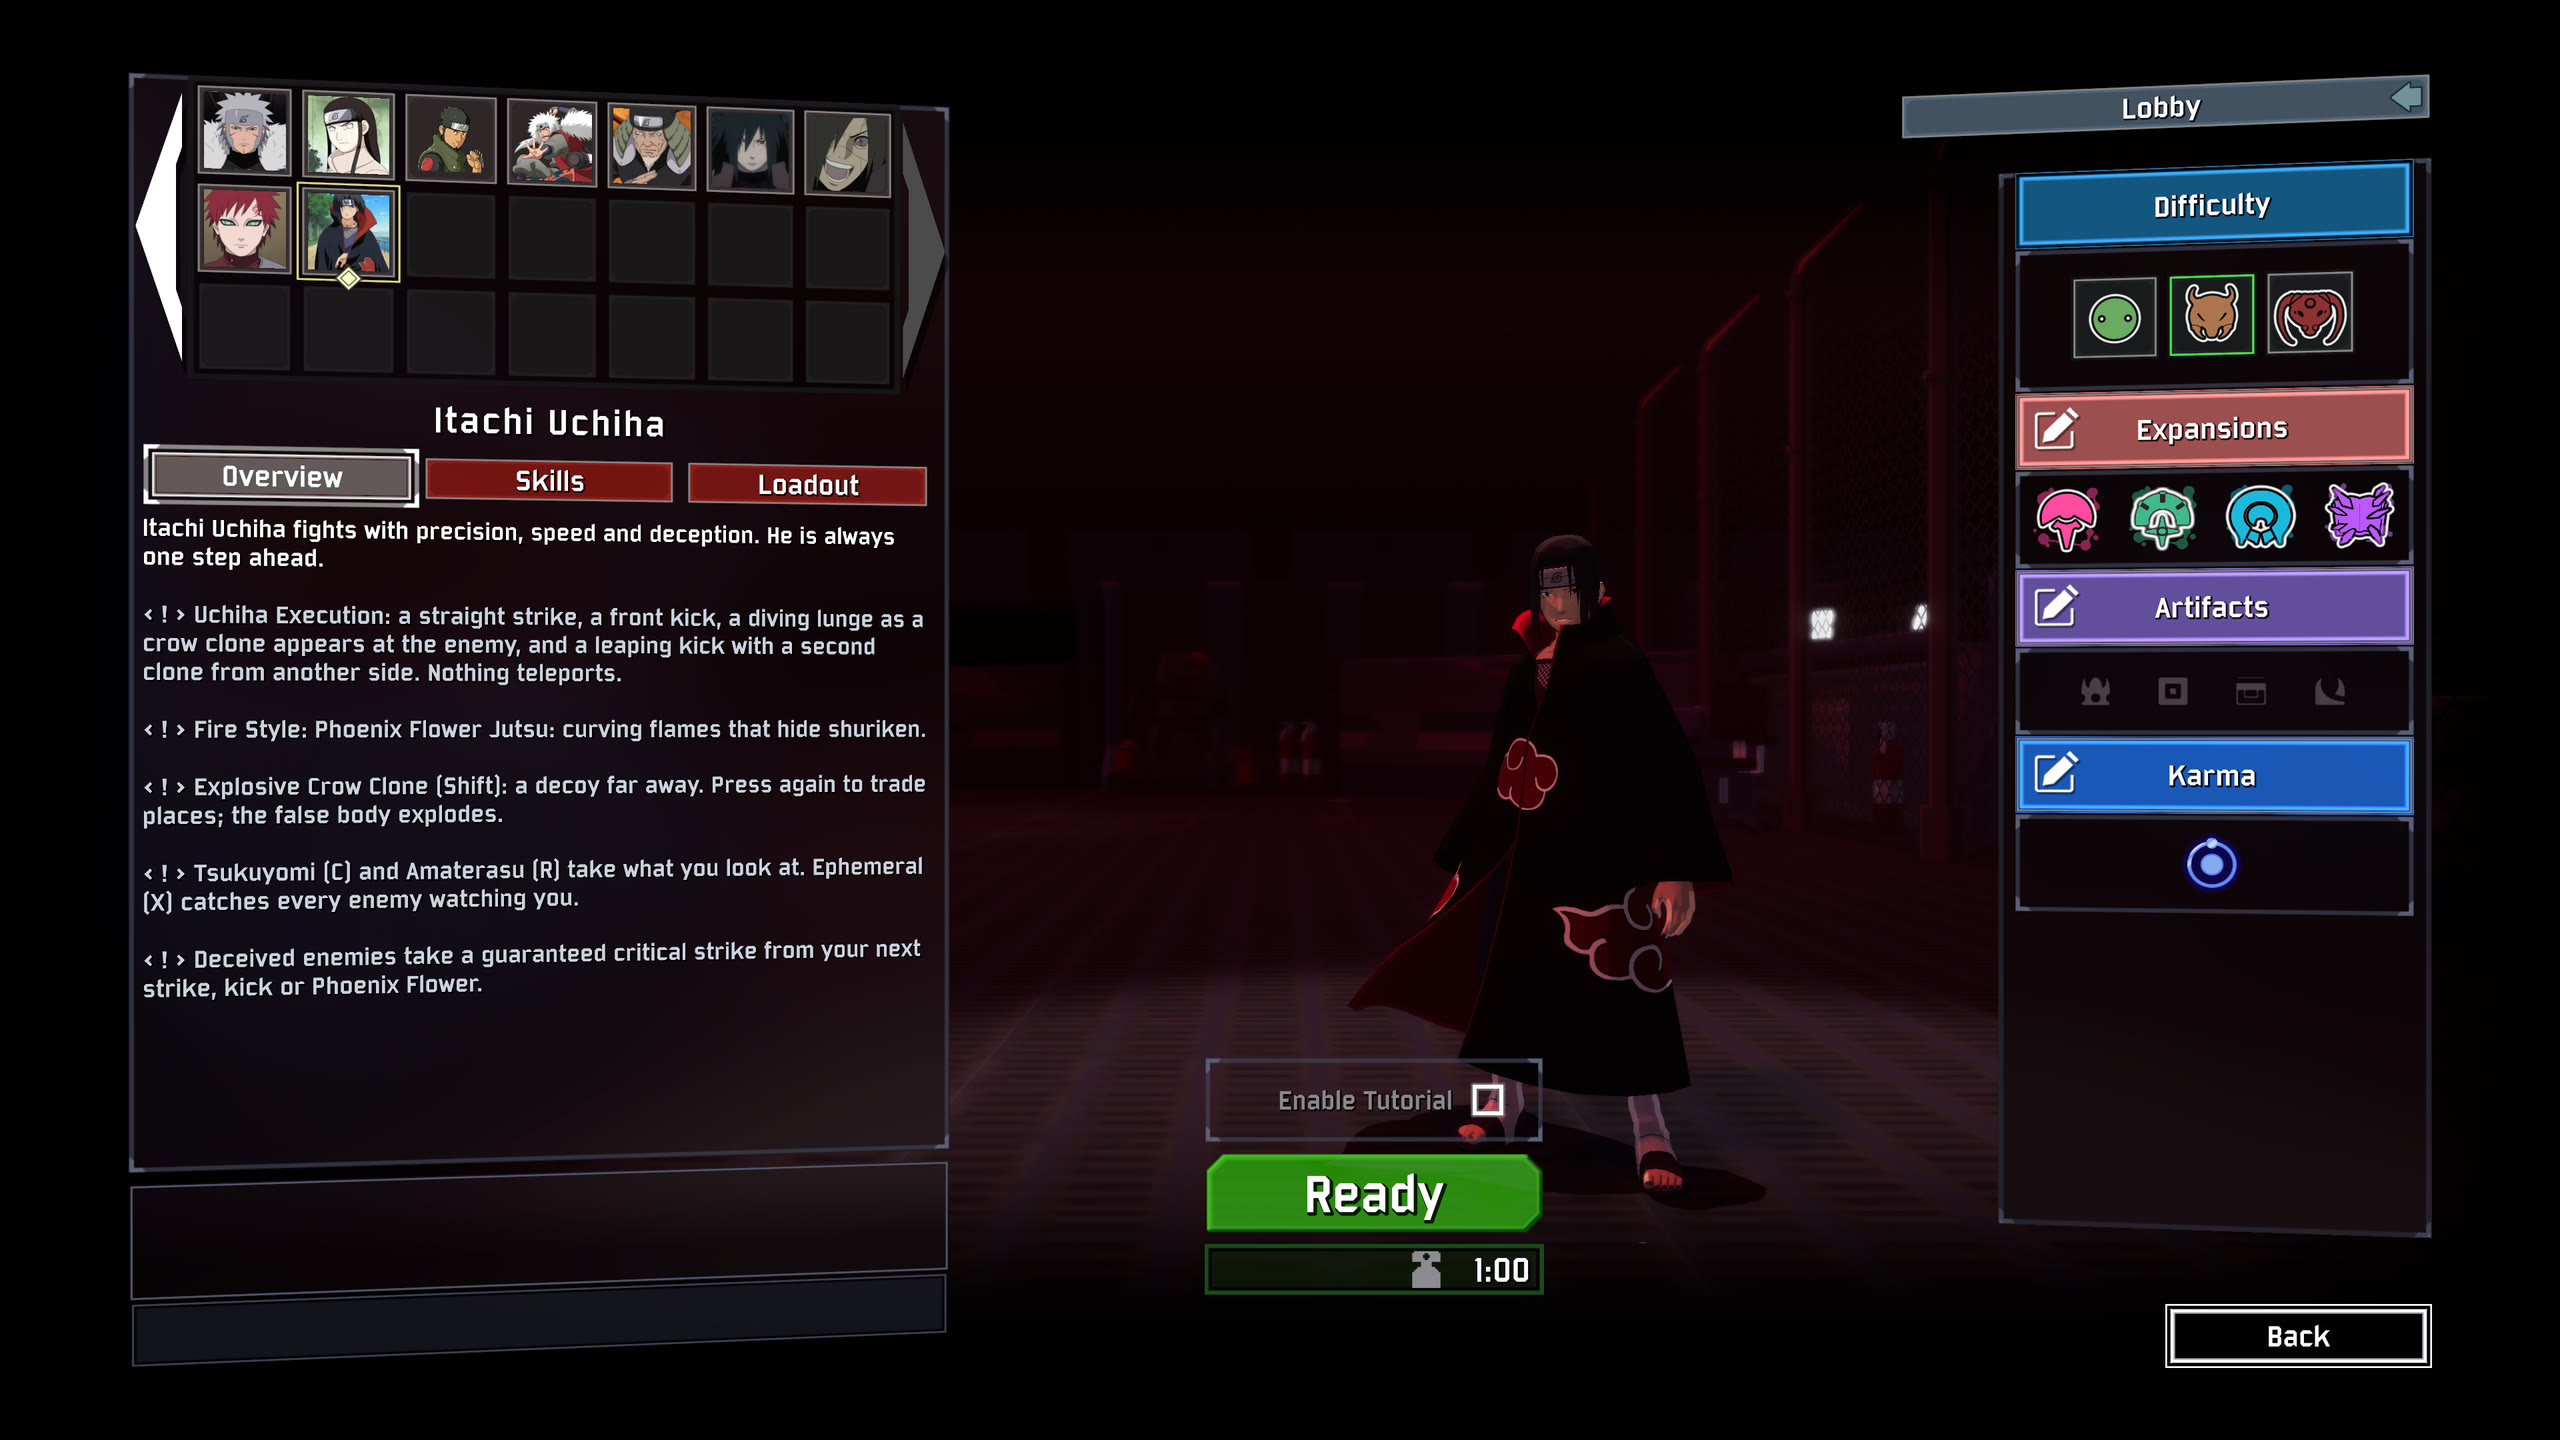 Lobby
Difficulty
Expansions
Artifacts
Karma
Itachi Uchiha
Overview
Skills
Loadout
Itachi Uchiha fights with precision, speed and deception. He is always
one step ahead.
< ! > Uchiha Execution: a straight strike, a front kick, a diving lunge as a
crow clone appears at the enemy, and a leaping kick with a second
clone from another side. Nothing teleports.
< ! > Fire Style: Phoenix Flower Jutsu: curving flames that hide shuriken.
< ! > Explosive Crow Clone (Shift): a decoy far away. Press again to trade
places; the false body explodes.
< ! > Tsukuyomi (C) and Amaterasu (R) take what you look at. Ephemeral
(X) catches every enemy watching you.
< ! > Deceived enemies take a guaranteed critical strike from your next
strike, kick or Phoenix Flower.
Enable Tutorial
Ready
1:00
Back